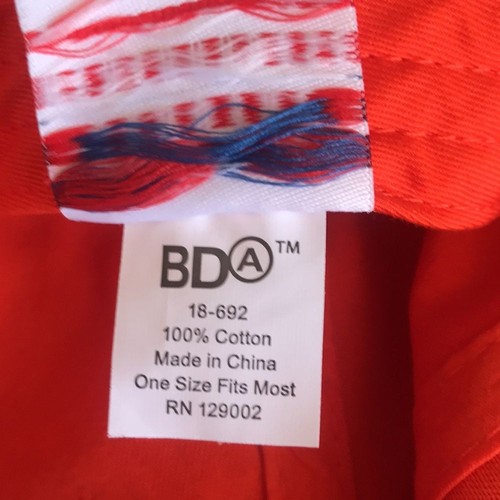 BDA™
18-692
100% Cotton
Made in China
One Size Fits Most
RN 129002